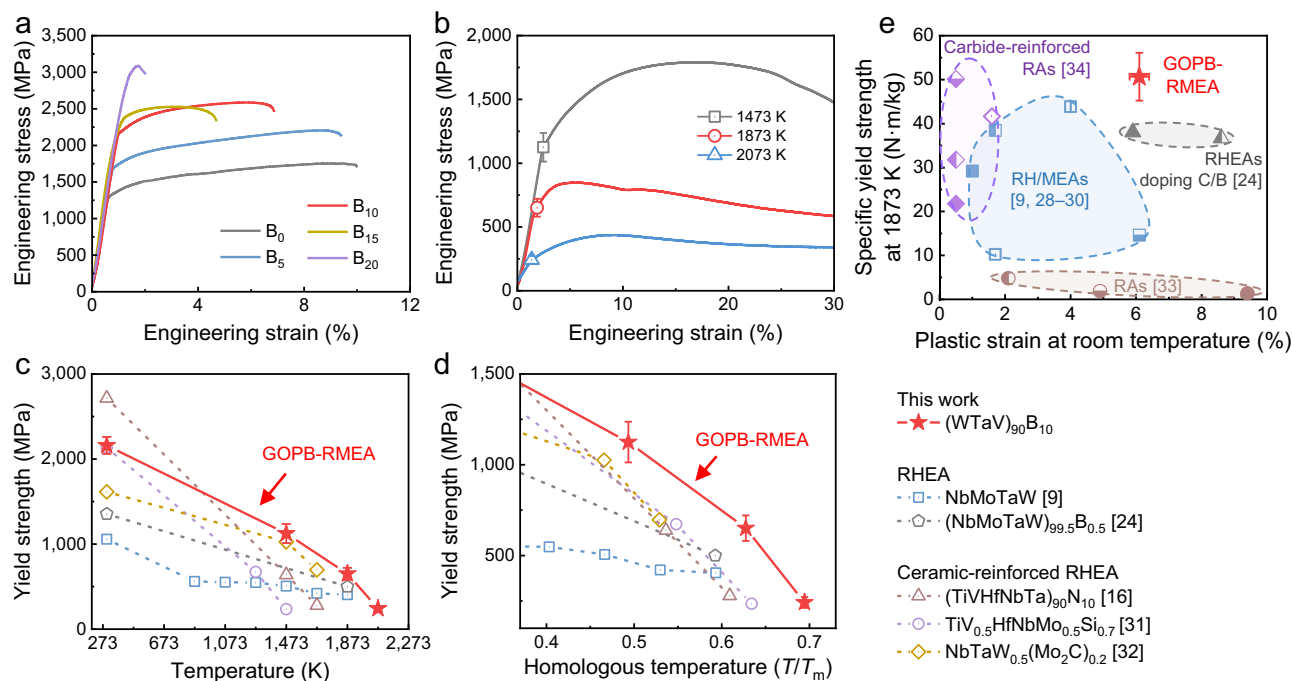 a
Engineering stress (MPa)
3,500
3,000
2,500
2,000
1,500
1,000
500
0
0 4 8 12
Engineering strain (%)
B10
B0
B15
B5
B20
b
Engineering stress (MPa)
2,000
1,500
1,000
500
0
0 10 20 30
Engineering strain (%)
1473 K
1873 K
2073 K
e
Specific yield strength
at 1873 K (N·m/kg)
60
50
40
30
20
10
0
0 2 4 6 8 10
Plastic strain at room temperature (%)
Carbide-reinforced
RAs [34]
GOPB-
RMEA
RHEAs
doping C/B [24]
RH/MEAs
[9, 28–30]
RAs [33]
c
Yield strength (MPa)
3,000
2,000
1,000
0
273 673 1,073 1,473 1,873 2,273
Temperature (K)
GOPB-RMEA
d
Yield strength (MPa)
1,500
1,000
500
0.4 0.5 0.6 0.7
Homologous temperature (T/Tm)
GOPB-RMEA
This work
(WTaV)90B10
RHEA
NbMoTaW [9]
(NbMoTaW)99.5B0.5 [24]
Ceramic-reinforced RHEA
(TiVHfNbTa)90N10 [16]
TiV0.5HfNbMo0.5Si0.7 [31]
NbTaW0.5(Mo2C)0.2 [32]